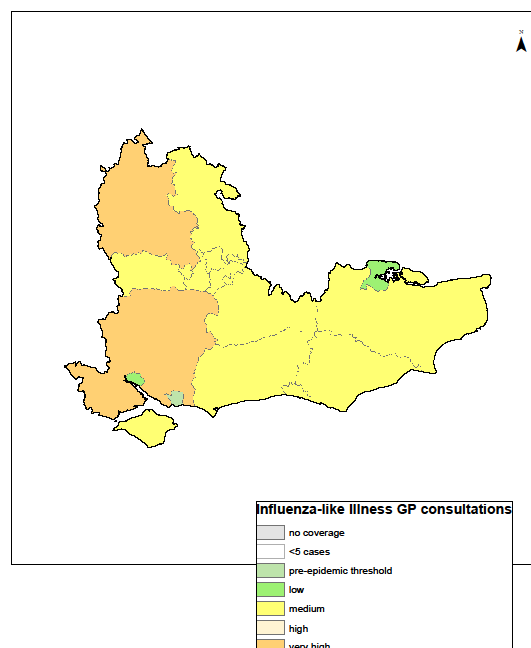 N
Influenza-like Illness GP consultations
no coverage
<5 cases
pre-epidemic threshold
low
medium
high
very high